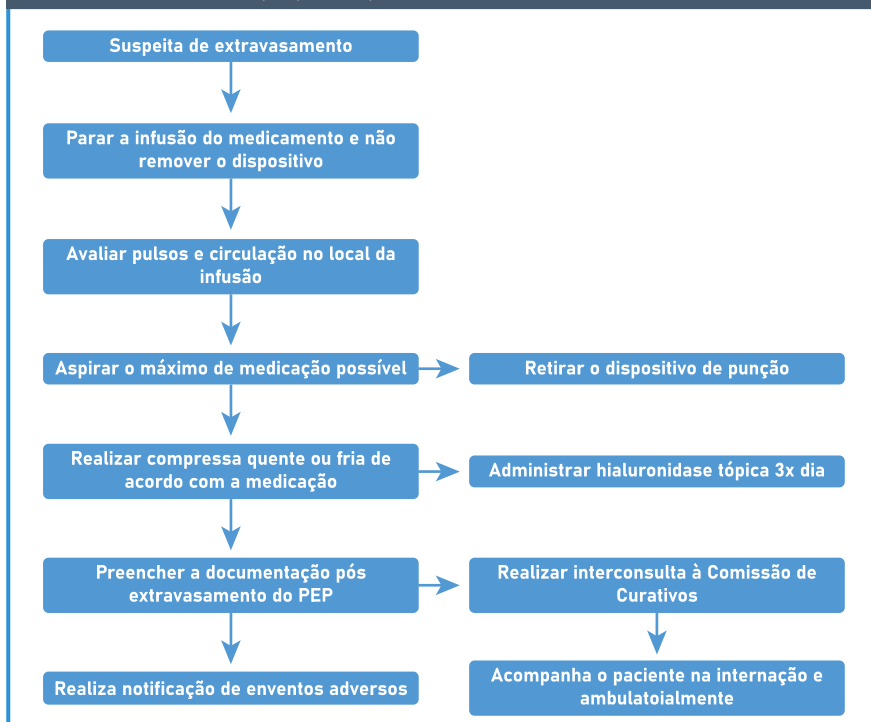 Suspeita de extravasamento
Parar a infusão do medicamento e não
remover o dispositivo
Avaliar pulsos e circulação no local da
infusão
Aspirar o máximo de medicação possível
Retirar o dispositivo de punção
Realizar compressa quente ou fria de
acordo com a medicação
Administrar hialuronidase tópica 3x dia
Preencher a documentação pós
extravasamento do PEP
Realizar interconsulta à Comissão de
Curativos
Realiza notificação de enventos adversos
Acompanha o paciente na internação e
ambulatoialmente